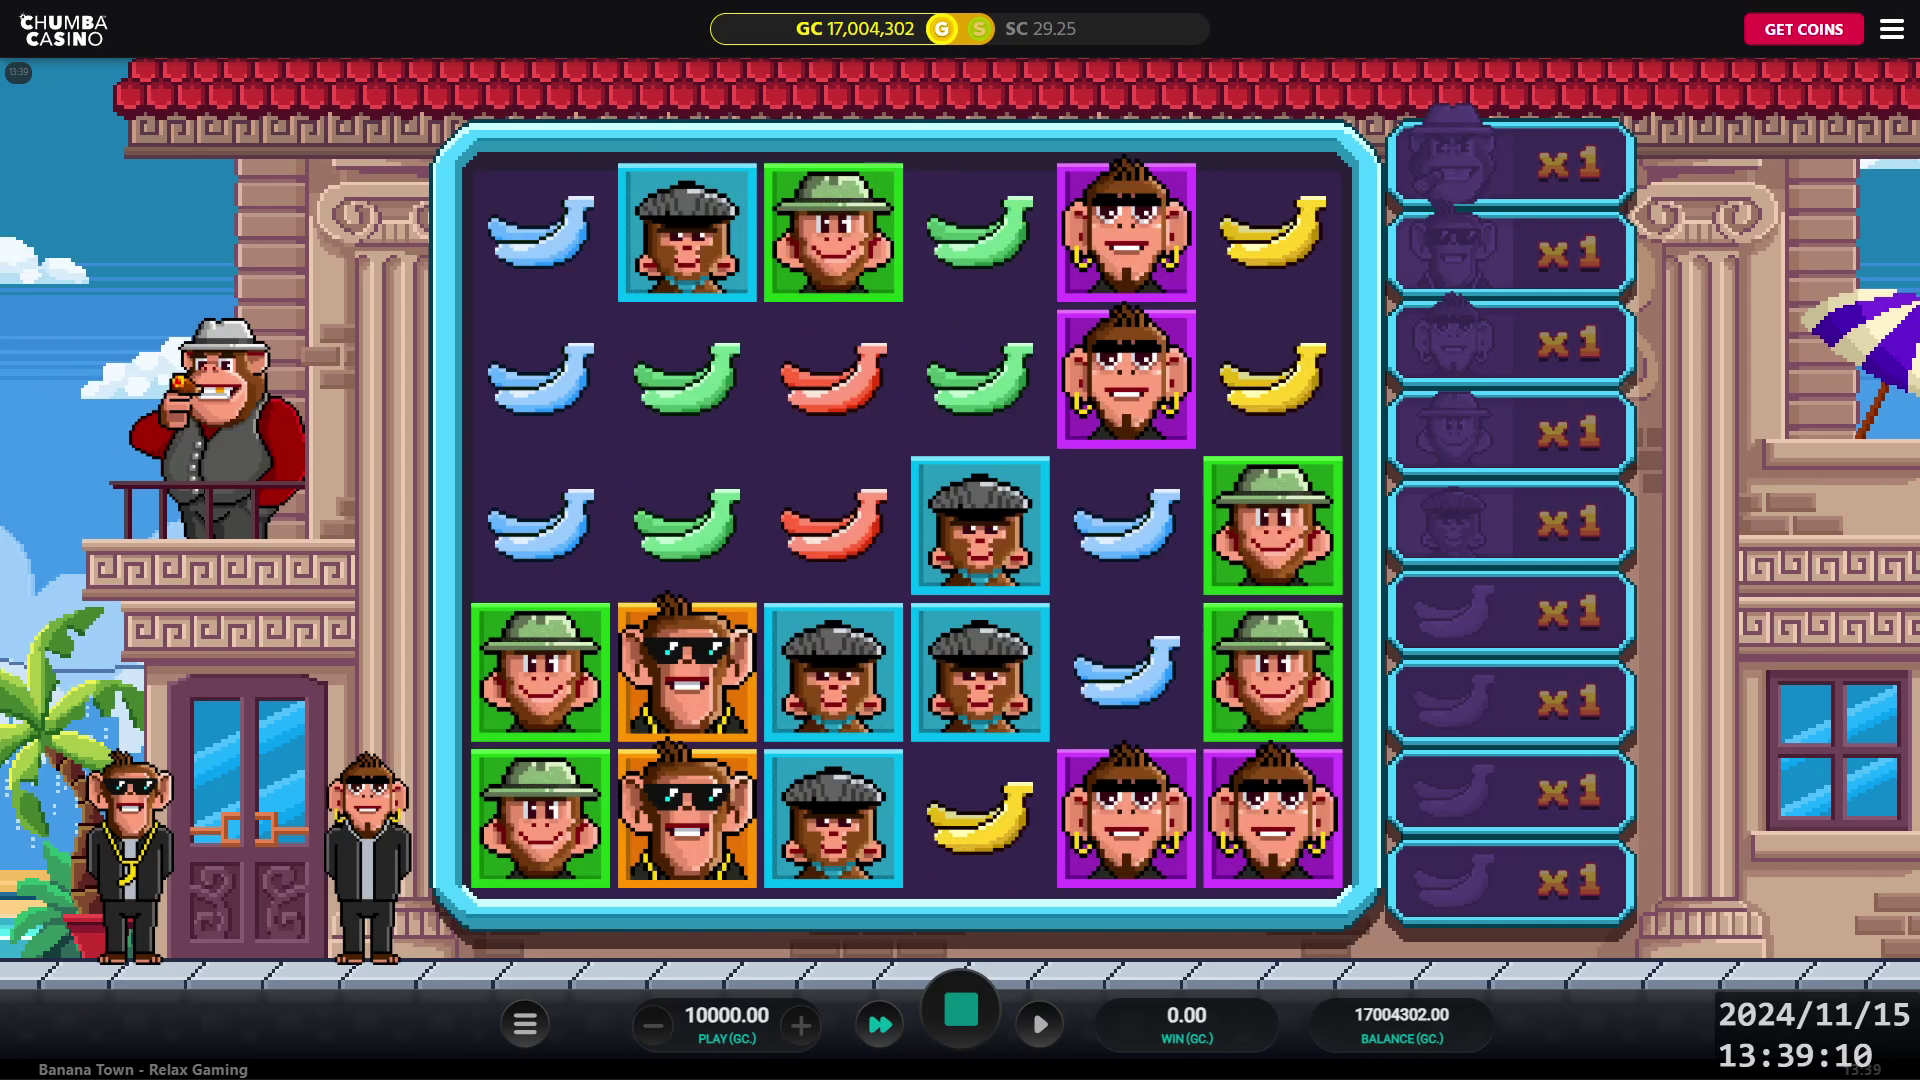 CHUMBA
CASINO
GC 17,004,302 G S SC 29.25
GET COINS
13:39
x1
x1
x1
x1
x1
x1
x1
x1
x1
10000.00
PLAY (GC.)
0.00
WIN (GC.)
17004302.00
BALANCE (GC.)
2024/11/15
13:39:10
13:39
Banana Town - Relax Gaming